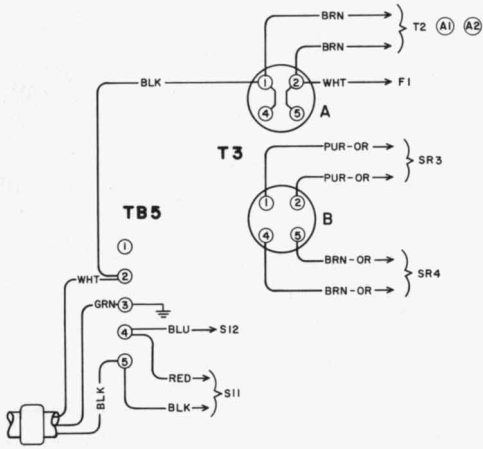 BRN
T2 A1 A2
BRN
BLK
1 2 WHT F1
4 5 A
T3
PUR-OR
SR3
PUR-OR
1 2
TB5 B
4 5
1
BRN-OR
SR4
2
WHT
BRN-OR
GRN 3
4 BLU S12
5
RED
S11
BLK
BLK